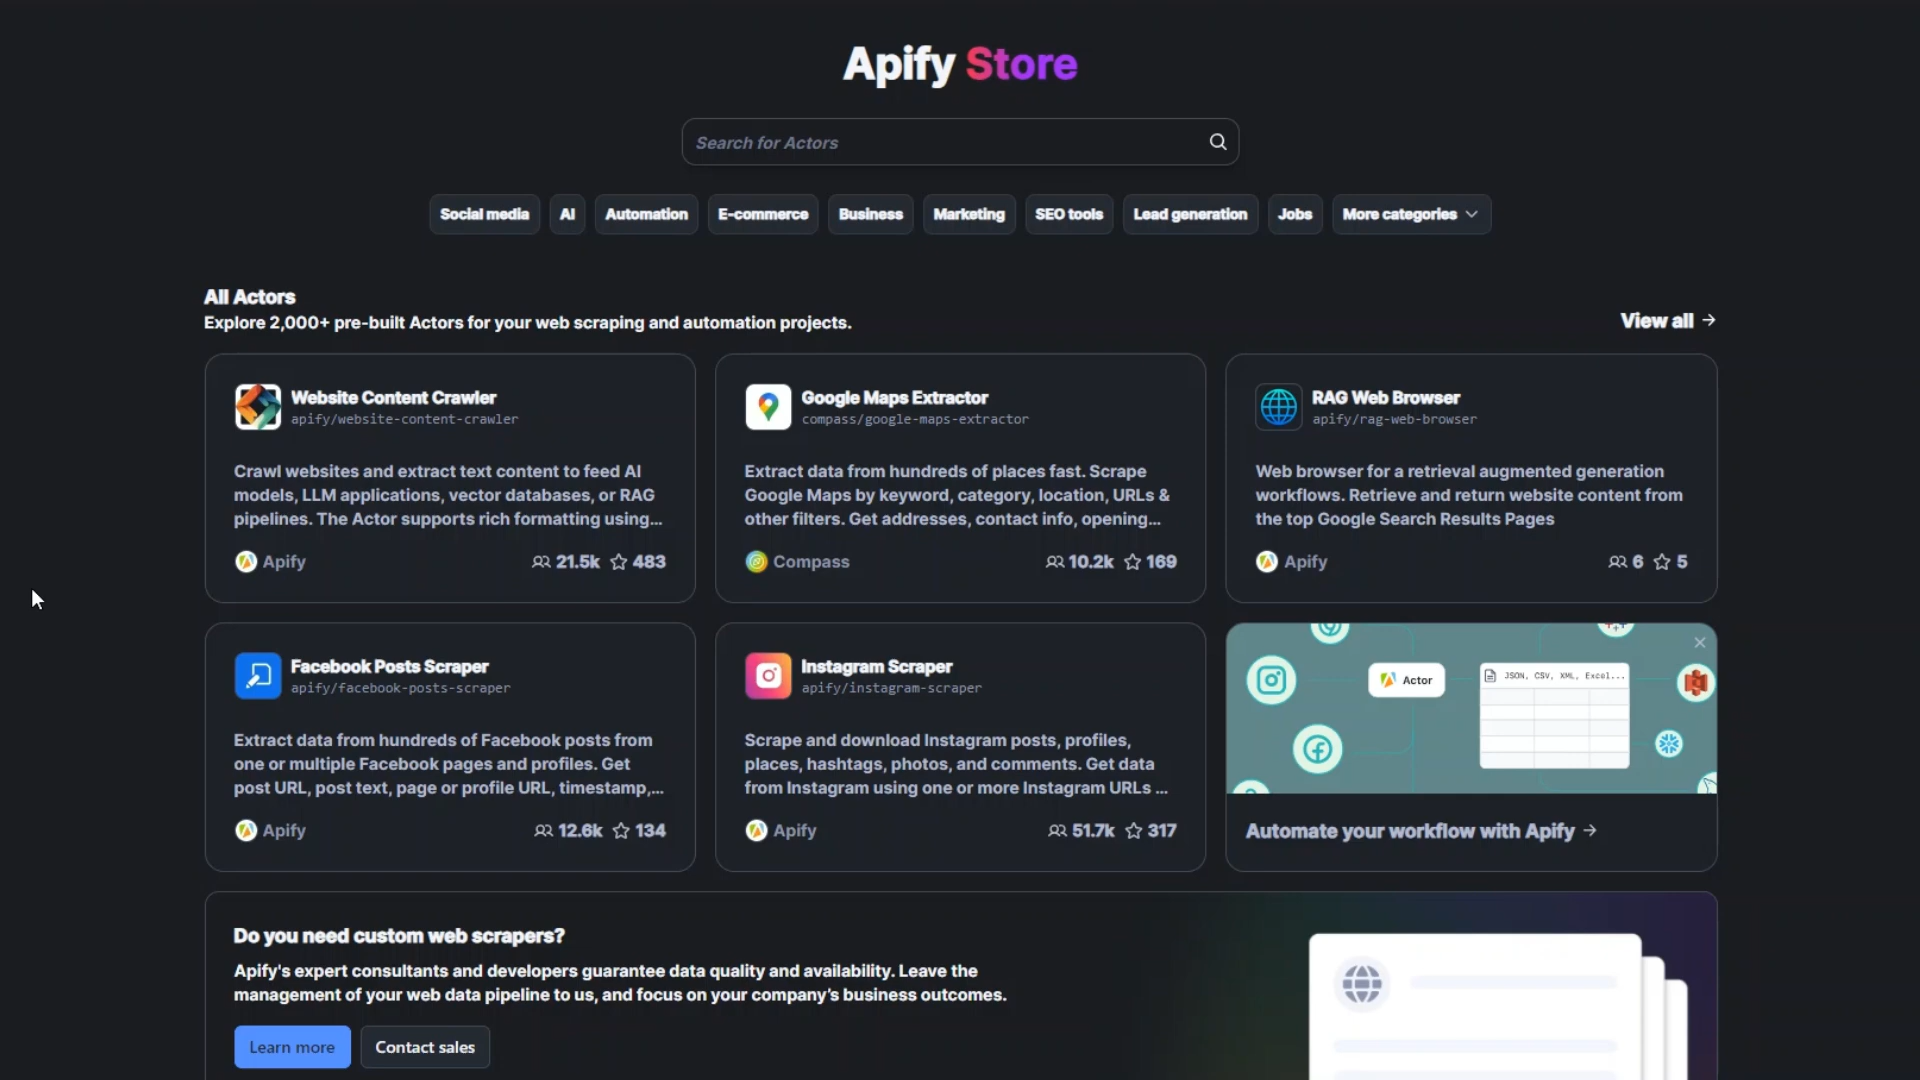 Apify Store
Search for Actors
Social media
AI
Automation
E-commerce
Business
Marketing
SEO tools
Lead generation
Jobs
More categories
All Actors
Explore 2,000+ pre-built Actors for your web scraping and automation projects.
View all →
Website Content Crawler
apify/website-content-crawler
Crawl websites and extract text content to feed AI
models, LLM applications, vector databases, or RAG
pipelines. The Actor supports rich formatting using...
Apify
21.5k
483
Google Maps Extractor
compass/google-maps-extractor
Extract data from hundreds of places fast. Scrape
Google Maps by keyword, category, location, URLs &
other filters. Get addresses, contact info, opening...
Compass
10.2k
169
RAG Web Browser
apify/rag-web-browser
Web browser for a retrieval augmented generation
workflows. Retrieve and return website content from
the top Google Search Results Pages
Apify
6
5
Facebook Posts Scraper
apify/facebook-posts-scraper
Extract data from hundreds of Facebook posts from
one or multiple Facebook pages and profiles. Get
post URL, post text, page or profile URL, timestamp,...
Apify
12.6k
134
Instagram Scraper
apify/instagram-scraper
Scrape and download Instagram posts, profiles,
places, hashtags, photos, and comments. Get data
from Instagram using one or more Instagram URLs ...
Apify
51.7k
317
Actor
JSON, CSV, XML, Excel...
Automate your workflow with Apify →
Do you need custom web scrapers?
Apify's expert consultants and developers guarantee data quality and availability. Leave the
management of your web data pipeline to us, and focus on your company’s business outcomes.
Learn more
Contact sales